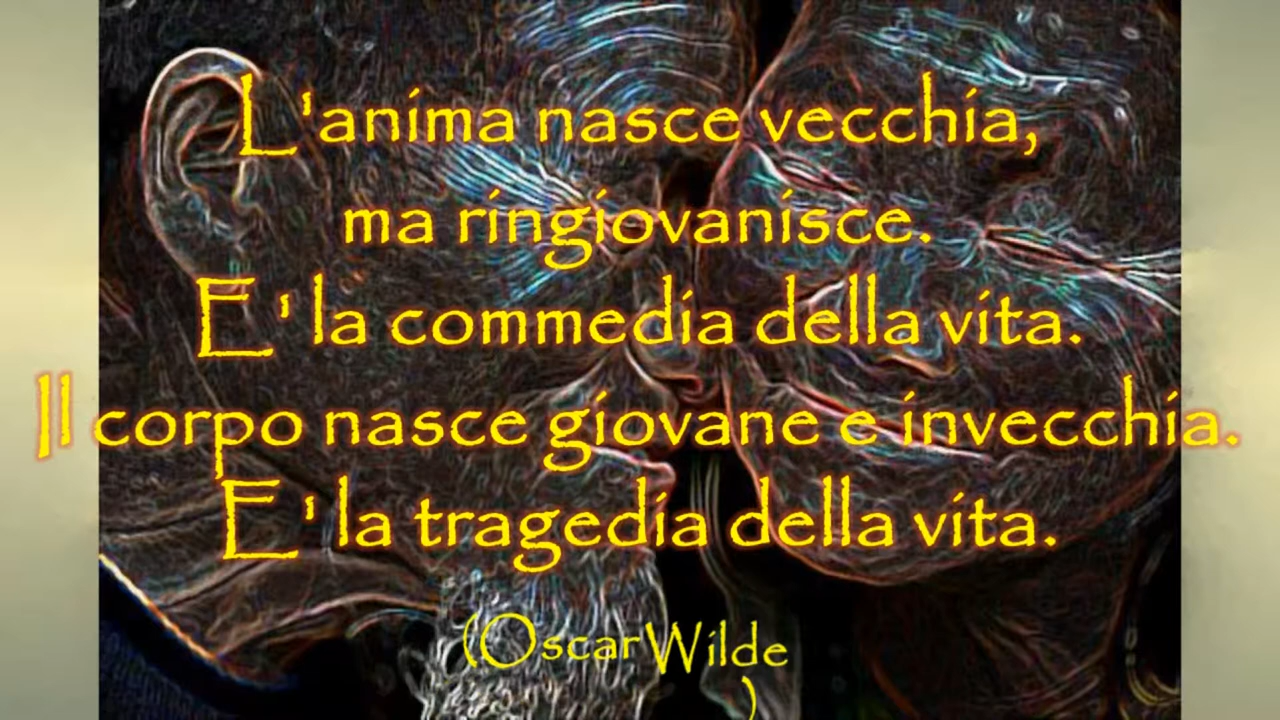 L'anima nasce vecchia,
ma ringiovanisce.
E' la commedia della vita.
Il corpo nasce giovane e invecchia.
E' la tragedia della vita.
(Oscar Wilde
)